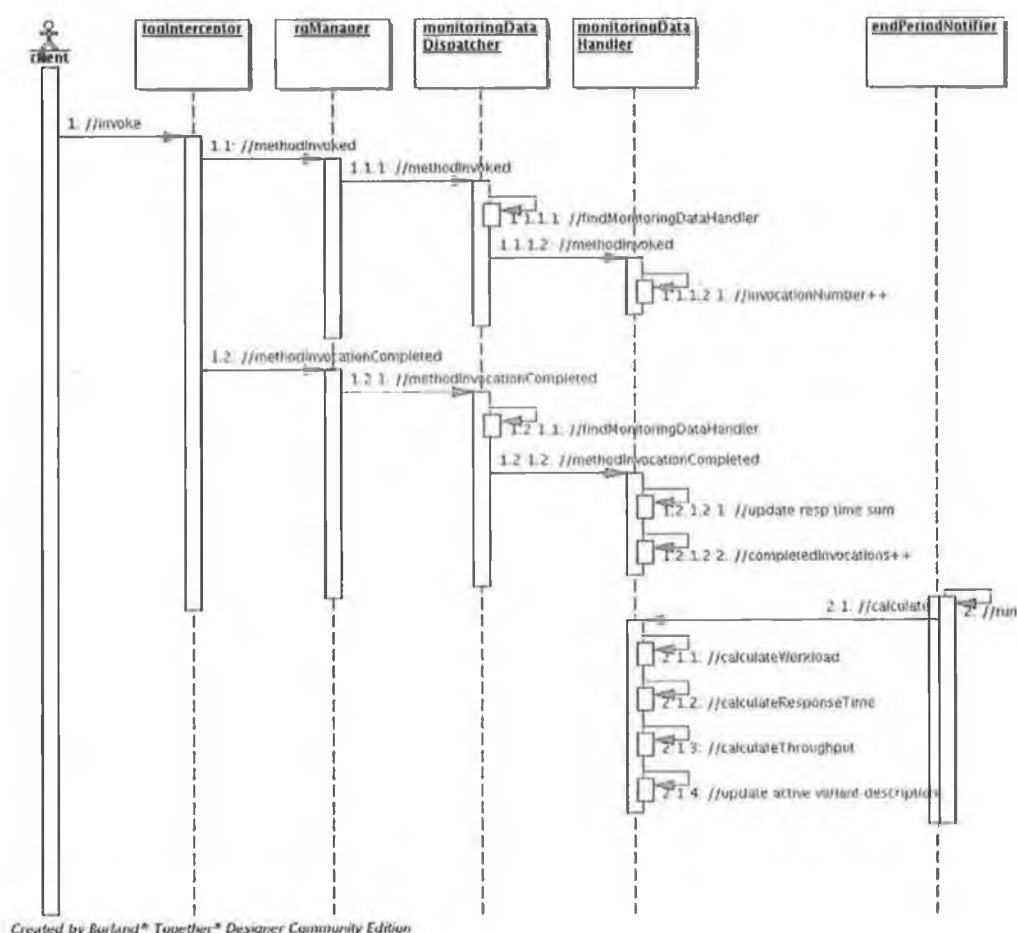 client
logInterceptor
rgManager
monitoringData
Dispatcher
monitoringData
Handler
endPeriodNotifier
1: //invoke
1.1: //methodInvoked
1.1.1: //methodInvoked
1.1.1.1: //findMonitoringDataHandler
1.1.1.2: //methodInvoked
1.1.1.2.1: //invocationNumber++
1.2: //methodInvocationCompleted
1.2.1: //methodInvocationCompleted
1.2.1.1: //findMonitoringDataHandler
1.2.1.2: //methodInvocationCompleted
1.2.1.2.1: //update resp time sum
1.2.1.2.2: //completedInvocations++
2: //run
2.1: //calculate
2.1.1: //calculateWorkload
2.1.2: //calculateResponseTime
2.1.3: //calculateThroughput
2.1.4: //update active variant description
Created by Borland® Together® Designer Community Edition